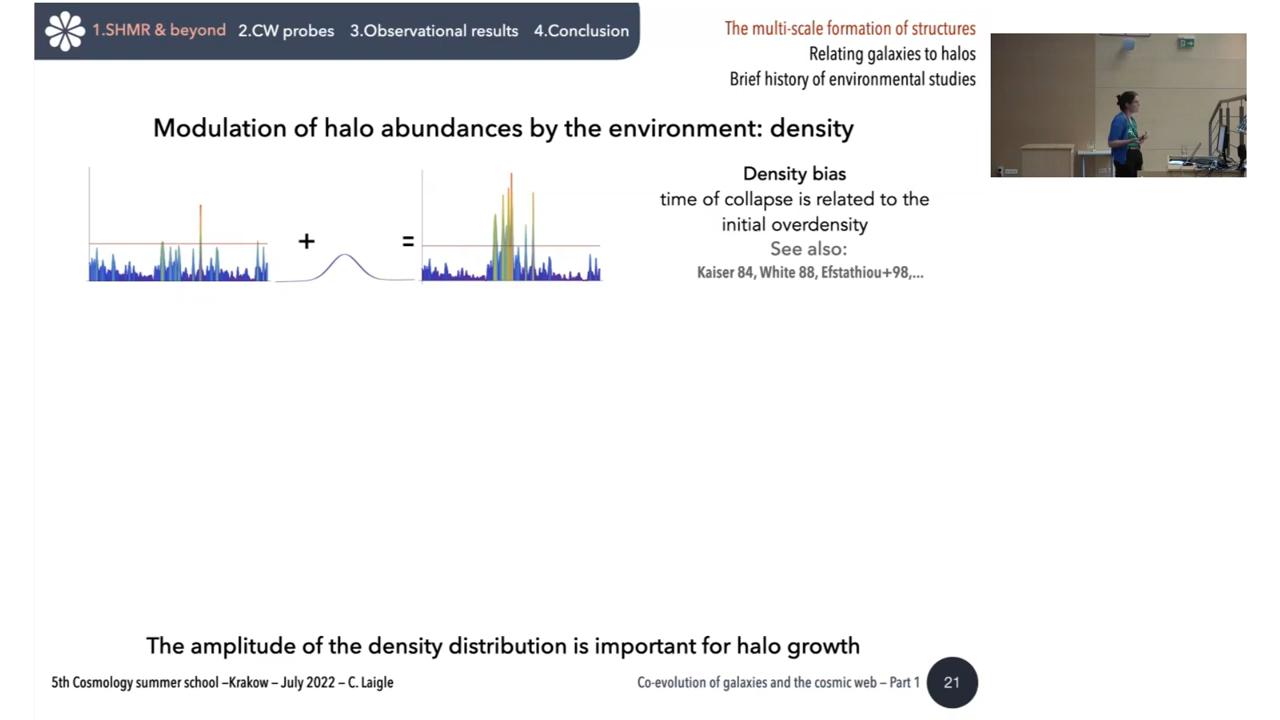 1.SHMR & beyond 2.CW probes 3.Observational results 4.Conclusion
The multi-scale formation of structures
Relating galaxies to halos
Brief history of environmental studies
Modulation of halo abundances by the environment: density
+
=
Density bias
time of collapse is related to the
initial overdensity
See also:
Kaiser 84, White 88, Efstathiou+98,...
The amplitude of the density distribution is important for halo growth
5th Cosmology summer school –Krakow – July 2022 – C. Laigle
Co-evolution of galaxies and the cosmic web – Part 1
21